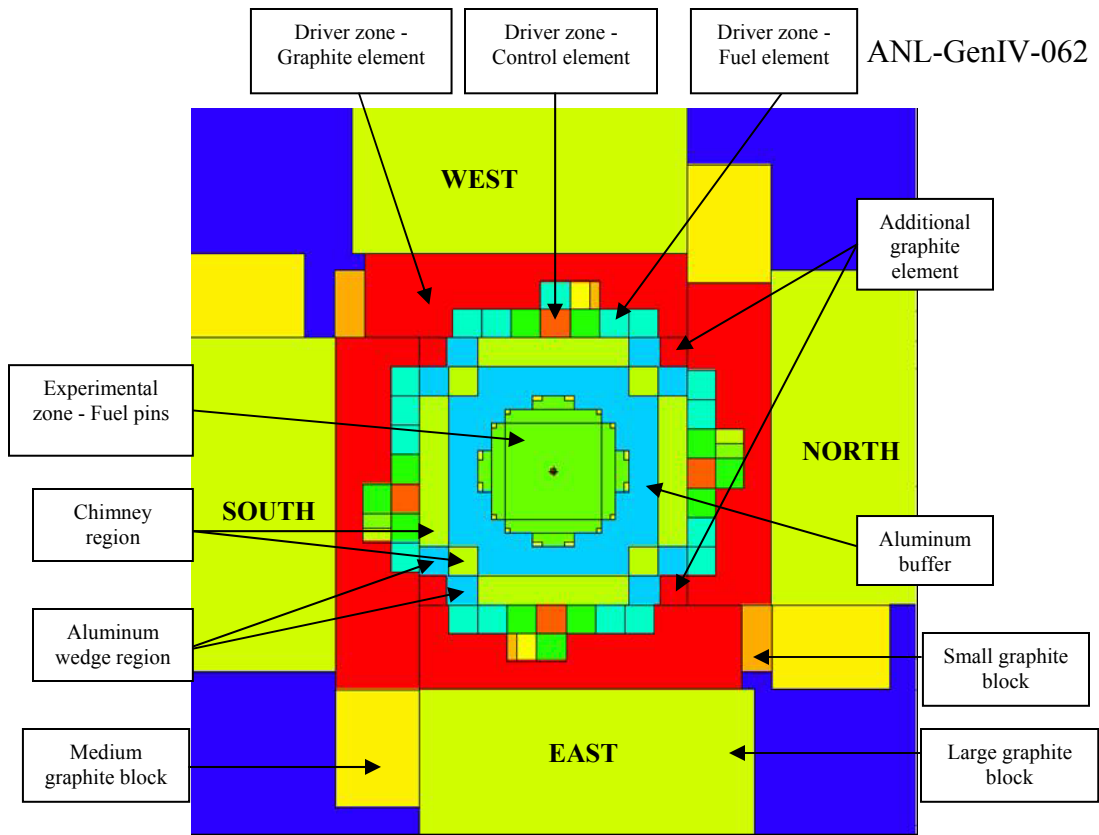 Driver zone -
Graphite element
Driver zone -
Control element
Driver zone -
Fuel element
ANL-GenIV-062
WEST
Additional
graphite
element
Experimental
zone - Fuel pins
NORTH
Chimney
region
SOUTH
Aluminum
buffer
Aluminum
wedge region
Small graphite
block
Medium
graphite block
EAST
Large graphite
block